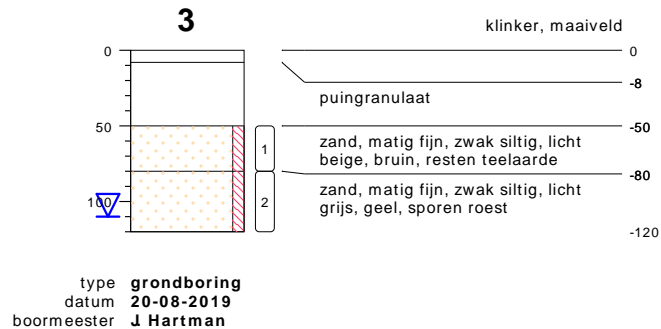 3
klinker, maaiveld
0
0
-8
puingranulaat
50
-50
zand, matig fijn, zwak siltig, licht
beige, bruin, resten teelaarde
1
-80
zand, matig fijn, zwak siltig, licht
grijs, geel, sporen roest
2
100
-120
type grondboring
datum 20-08-2019
boormeester J. Hartman